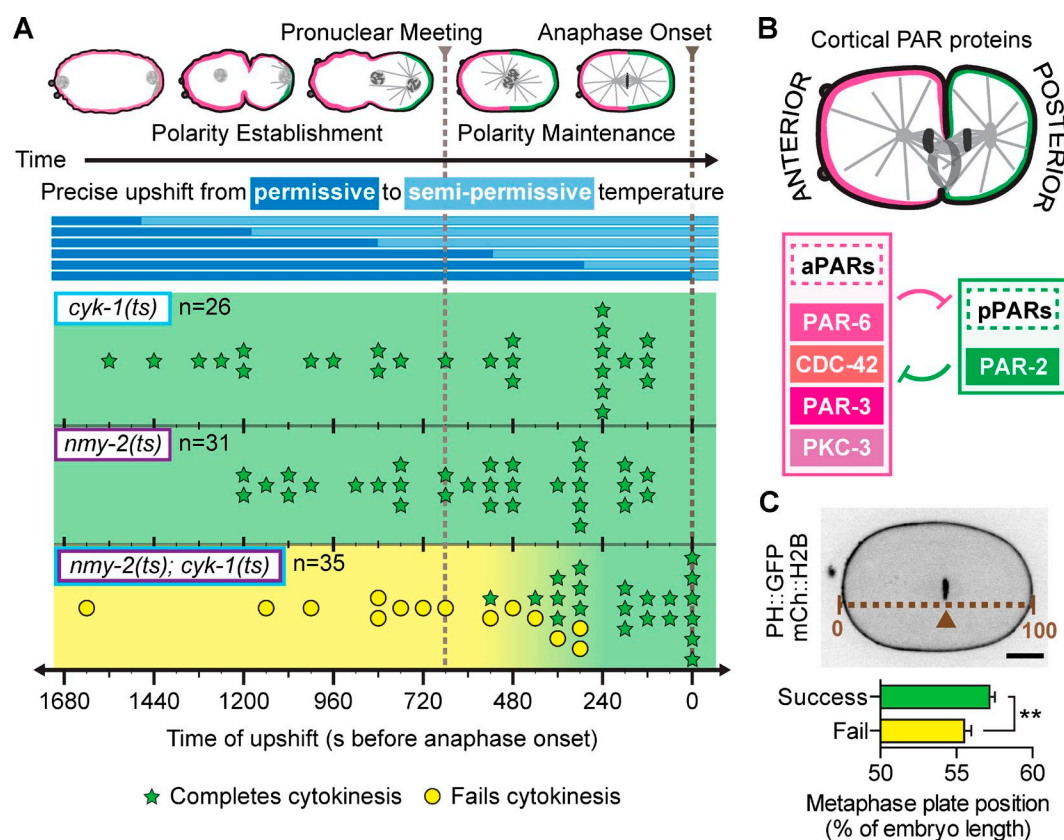 A
Pronuclear Meeting
Anaphase Onset
Polarity Establishment
Polarity Maintenance
Time
Precise upshift from permissive to semi-permissive temperature
cyk-1(ts) n=26
nmy-2(ts) n=31
nmy-2(ts); cyk-1(ts) n=35
1680 1440 1200 960 720 480 240 0
Time of upshift (s before anaphase onset)
Completes cytokinesis
Fails cytokinesis
B
Cortical PAR proteins
ANTERIOR
POSTERIOR
aPARs
PAR-6
CDC-42
PAR-3
PKC-3
pPARs
PAR-2
C
PH::GFP
mCh::H2B
0
100
Success
Fail
**
50 55 60
Metaphase plate position
(% of embryo length)